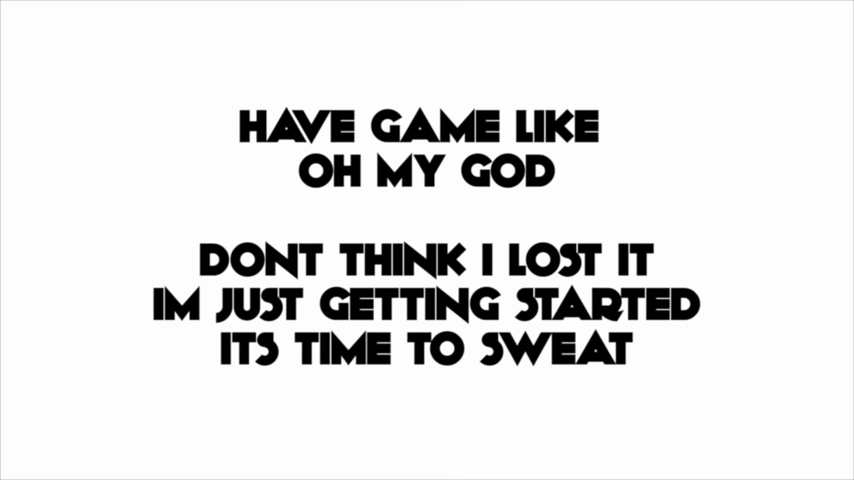 HAVE GAME LIKE
OH MY GOD
DONT THINK I LOST IT
IM JUST GETTING STARTED
ITS TIME TO SWEAT